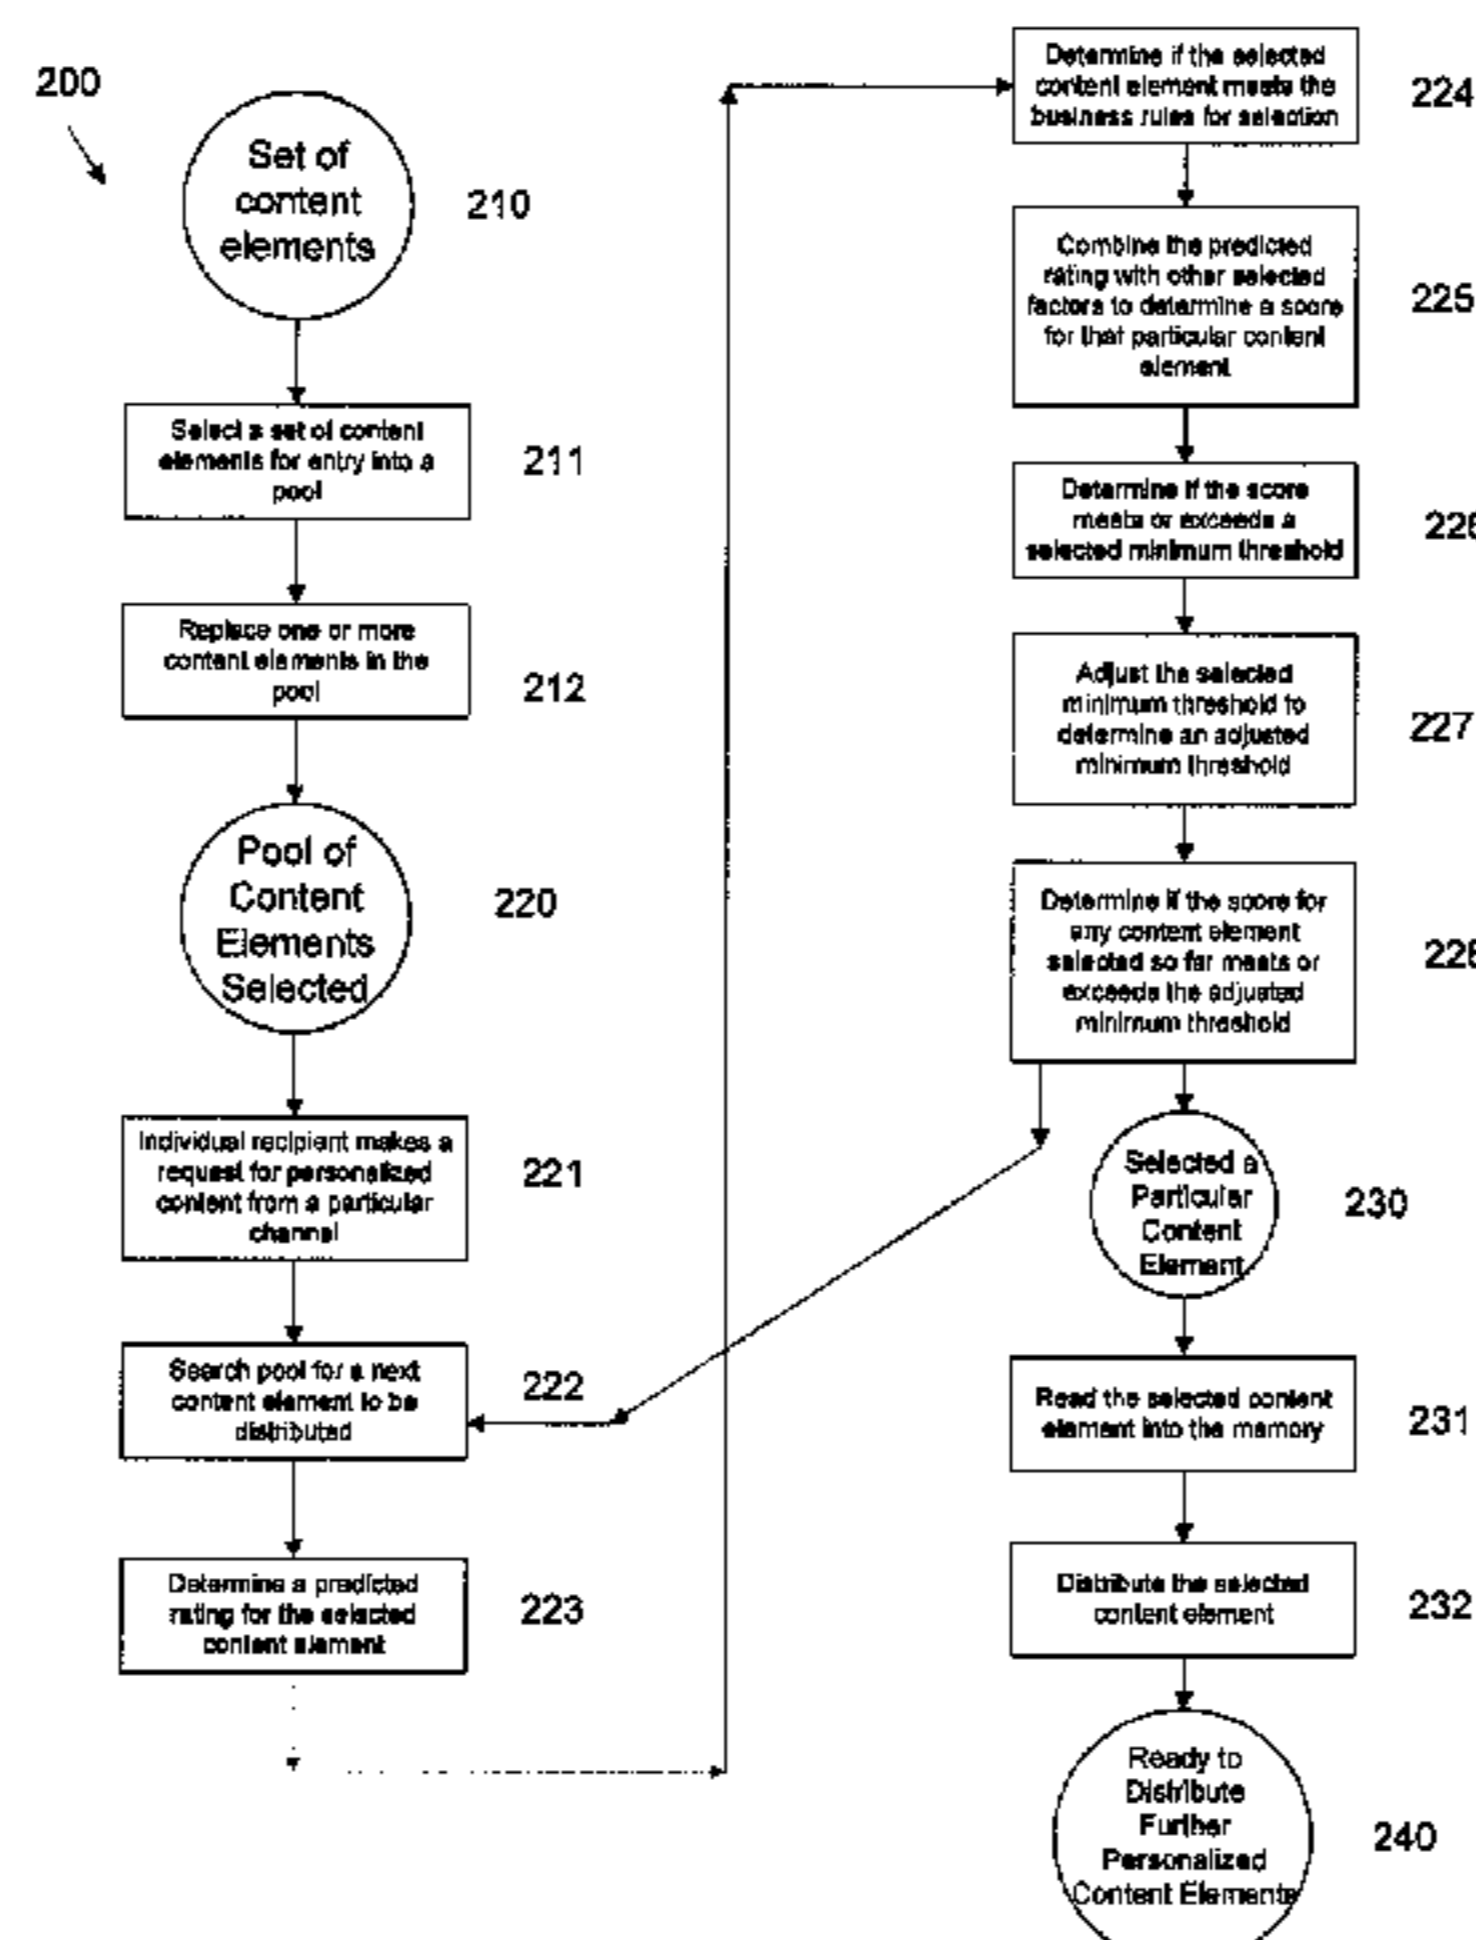 200
Set of
content
elements
210
Select a set of content
elements for entry into a
pool
211
Replace one or more
content elements in the
pool
212
Pool of
Content
Elements
Selected
220
Individual recipient makes a
request for personalized
content from a particular
channel
221
Search pool for a next
content element to be
distributed
222
Determine a predicted
rating for the selected
content element
223
Determine if the selected
content element meets the
business rules for selection
224
Combine the predicted
rating with other selected
factors to determine a score
for that particular content
element
225
Determine if the score
meets or exceeds a
selected minimum threshold
226
Adjust the selected
minimum threshold to
determine an adjusted
minimum threshold
227
Determine if the score for
any content element
selected so far meets or
exceeds the adjusted
minimum threshold
228
Selected a
Particular
Content
Element
230
Read the selected content
element into the memory
231
Distribute the selected
content element
232
Ready to
Distribute
Further
Personalized
Content Elements
240